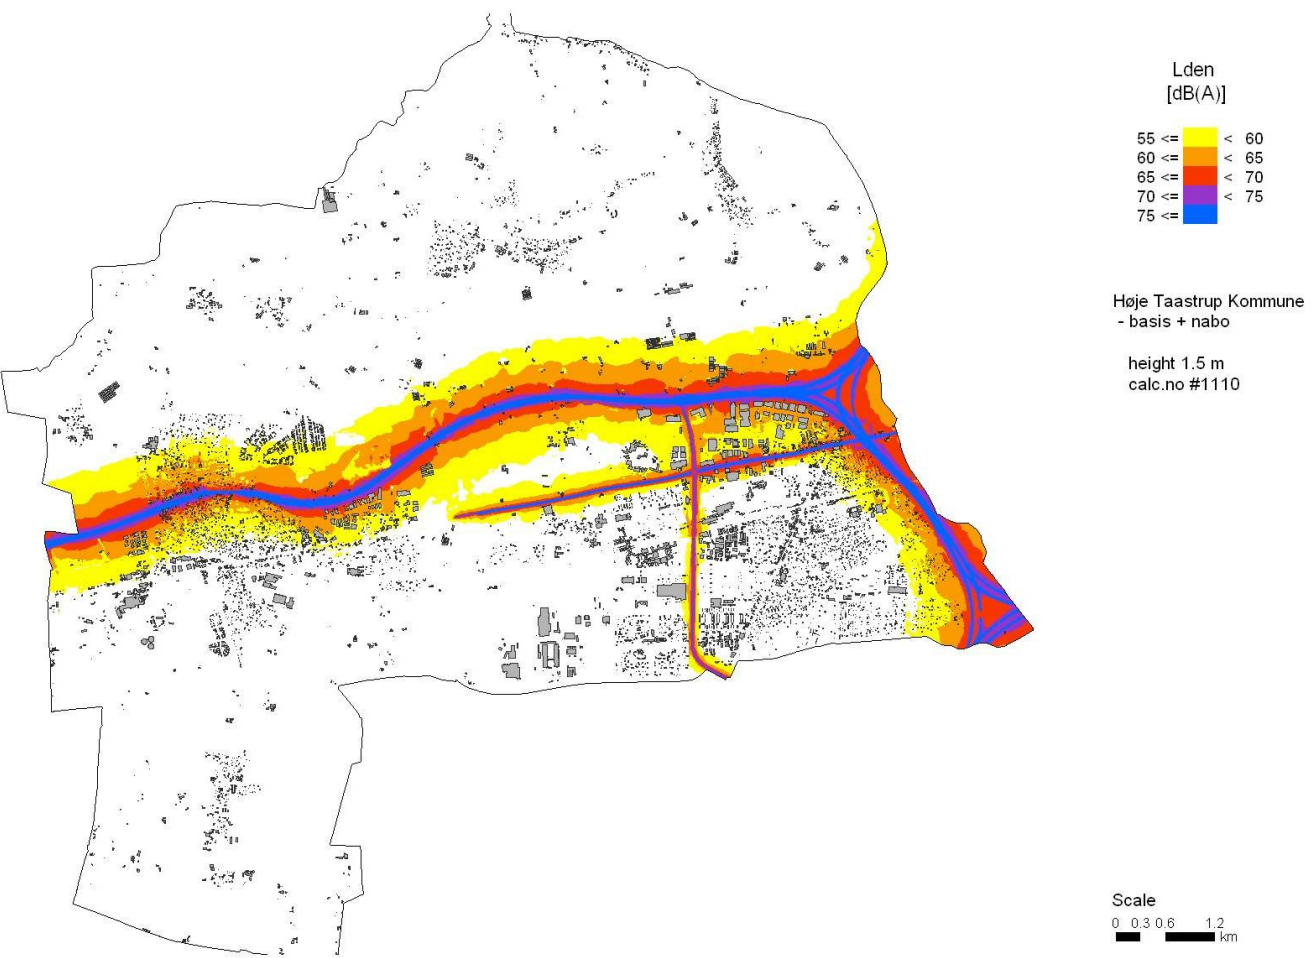 Lden
[dB(A)]
55 <= < 60
60 <= < 65
65 <= < 70
70 <= < 75
75 <=
Høje Taastrup Kommune
- basis + nabo
height 1.5 m
calc.no #1110
Scale
0 0.3 0.6 1.2
km